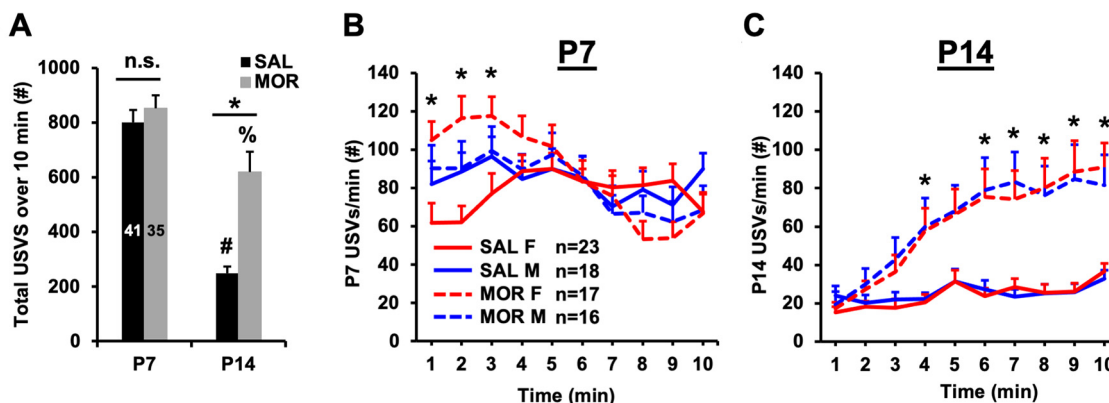 A
Total USVS over 10 min (#)
1000
800
600
400
200
0
n.s.
SAL
MOR
*
%
#
41
35
P7
P14
B
P7
P7 USVs/min (#)
140
120
100
80
60
40
20
0
* * *
SAL F n=23
SAL M n=18
MOR F n=17
MOR M n=16
1 2 3 4 5 6 7 8 9 10
Time (min)
C
P14
P14 USVs/min (#)
140
120
100
80
60
40
20
0
* * * * * *
1 2 3 4 5 6 7 8 9 10
Time (min)